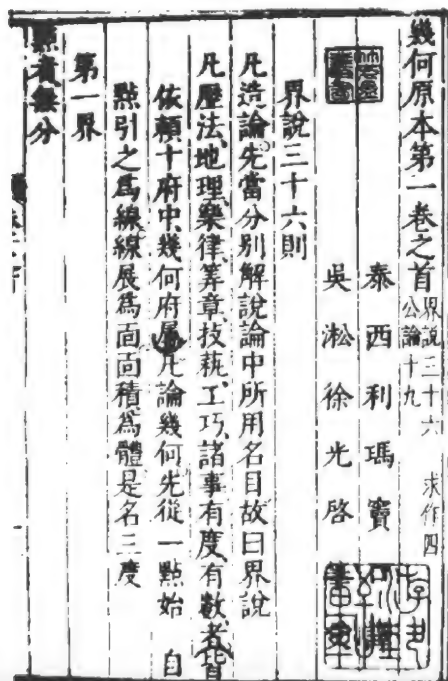 幾何原本第一卷之首 界說三十六 求作四
公論十九
泰西利瑪竇
吳淞徐光啓
界說三十六則
凡造論先當分別解說論中所用名目故曰界說
凡歷法地理樂律筭章技藝工巧諸事有度有數者皆
依賴十府中幾何府屬凡論幾何先從一點始 自
點引之爲線線展爲面面積爲體是名三度
第一界
點者無分